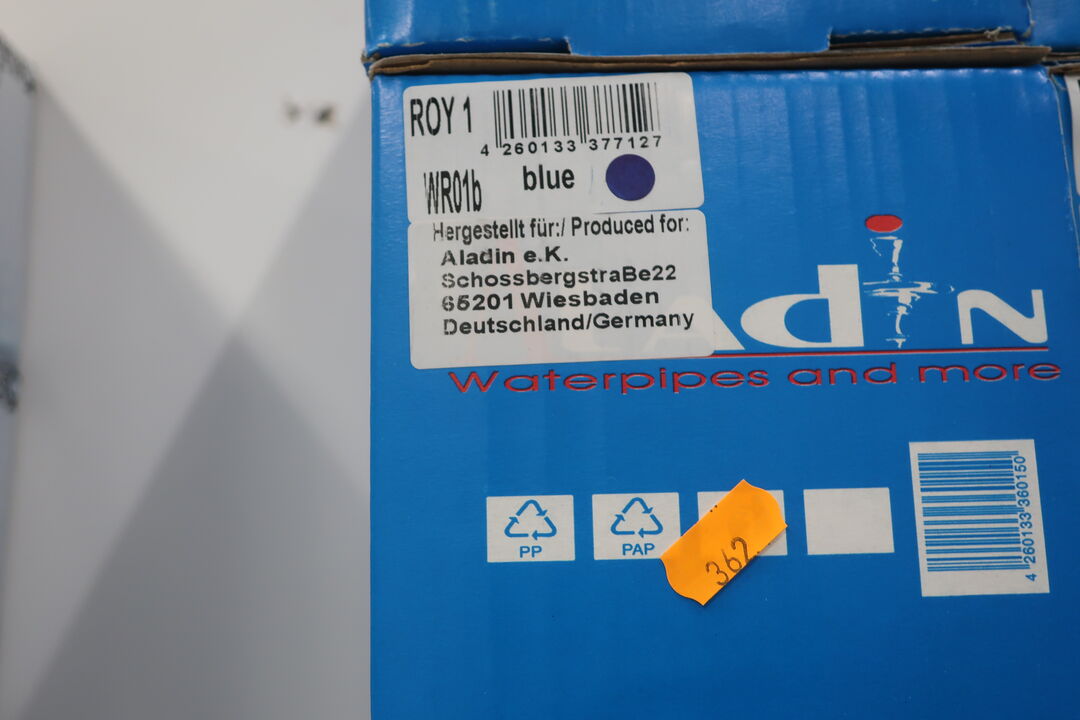 ROY 1
4 260133 377127
WR01b blue
Hergestellt für:/ Produced for:
Aladin e.K.
SchossbergstraBe22
65201 Wiesbaden
Deutschland/Germany
adin
Waterpipes and more
PP
PAP
362
4 260133 360150